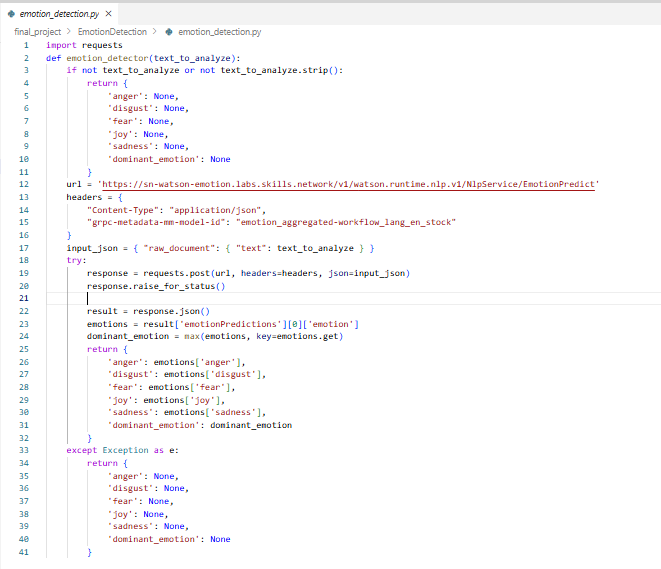 emotion_detection.py ×
final_project > EmotionDetection > emotion_detection.py
1 import requests
2 def emotion_detector(text_to_analyze):
3     if not text_to_analyze or not text_to_analyze.strip():
4         return {
5             'anger': None,
6             'disgust': None,
7             'fear': None,
8             'joy': None,
9             'sadness': None,
10             'dominant_emotion': None
11         }
12     url = 'https://sn-watson-emotion.labs.skills.network/v1/watson.runtime.nlp.v1/NlpService/EmotionPredict'
13     headers = {
14         "Content-Type": "application/json",
15         "grpc-metadata-mm-model-id": "emotion_aggregated-workflow_lang_en_stock"
16     }
17     input_json = { "raw_document": { "text": text_to_analyze } }
18     try:
19         response = requests.post(url, headers=headers, json=input_json)
20         response.raise_for_status()
21
22         result = response.json()
23         emotions = result['emotionPredictions'][0]['emotion']
24         dominant_emotion = max(emotions, key=emotions.get)
25         return {
26             'anger': emotions['anger'],
27             'disgust': emotions['disgust'],
28             'fear': emotions['fear'],
29             'joy': emotions['joy'],
30             'sadness': emotions['sadness'],
31             'dominant_emotion': dominant_emotion
32         }
33     except Exception as e:
34         return {
35             'anger': None,
36             'disgust': None,
37             'fear': None,
38             'joy': None,
39             'sadness': None,
40             'dominant_emotion': None
41         }